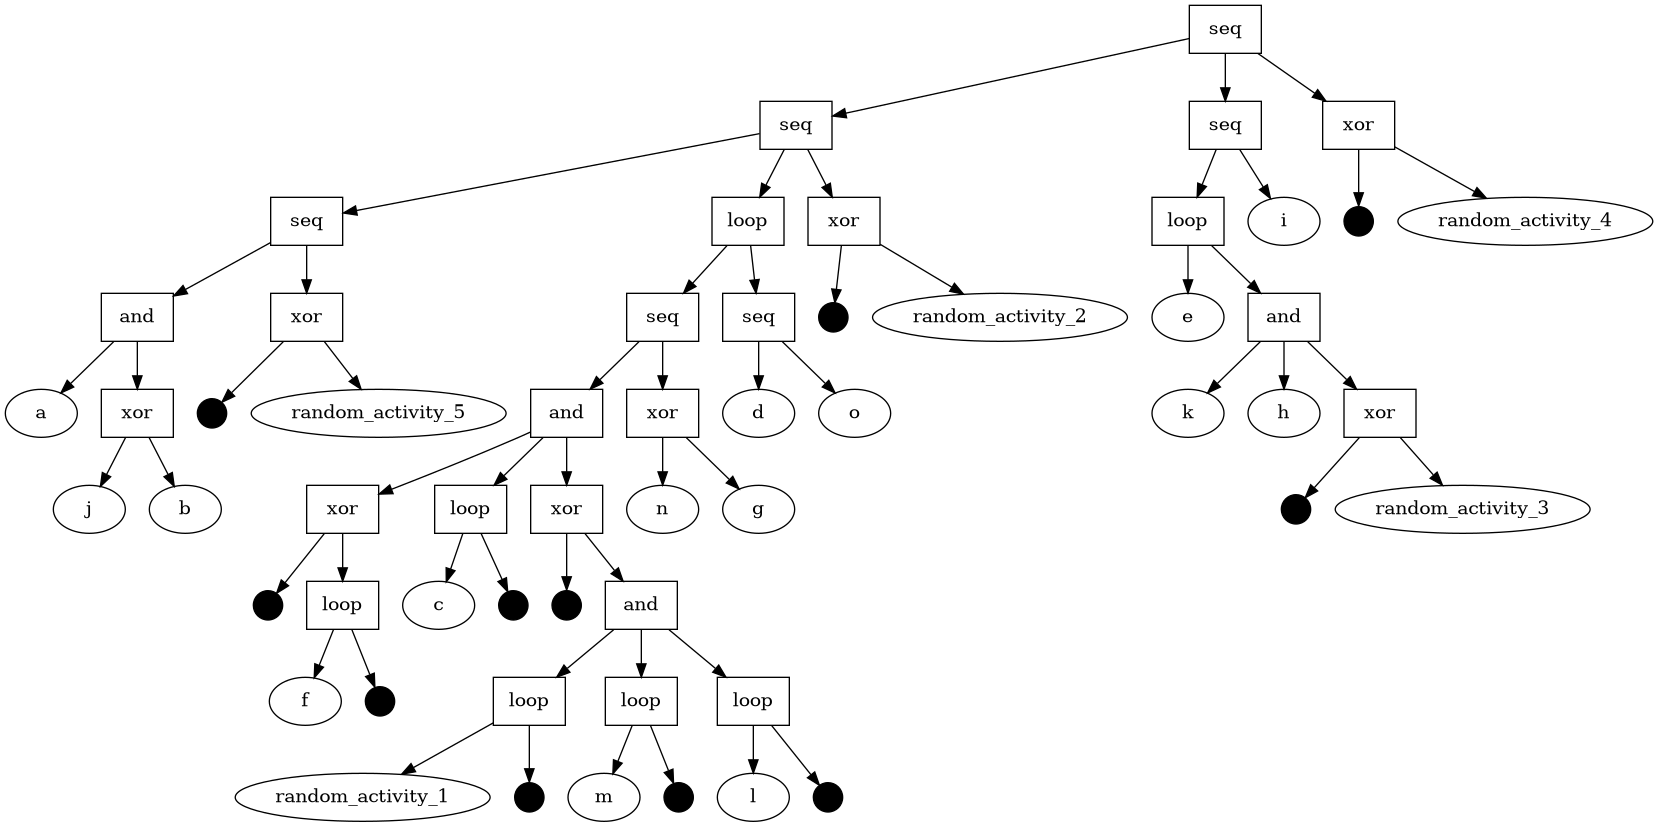 seq
seq seq xor
seq loop xor loop i random_activity_4
and xor seq seq random_activity_2 e and
a xor random_activity_5 and xor d o k h xor
j b xor loop xor n g random_activity_3
loop c and
f loop loop loop
random_activity_1 m l